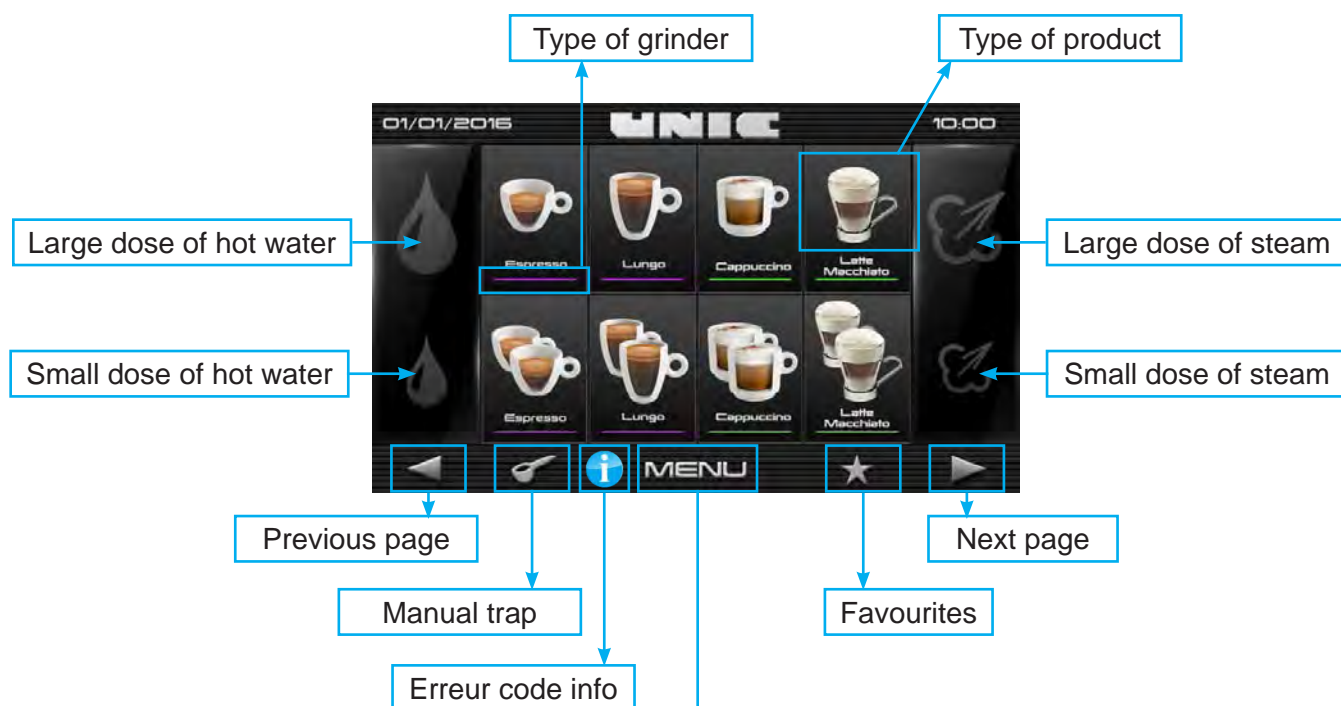 Type of grinder
Type of product
01/01/2016
UNIC
10:00
Large dose of hot water
Large dose of steam
Espresso
Lungo
Cappuccino
Latte
Macchiato
Small dose of hot water
Small dose of steam
Espresso
Lungo
Cappuccino
Latte
Macchiato
i
MENU
Previous page
Next page
Manual trap
Favourites
Erreur code info